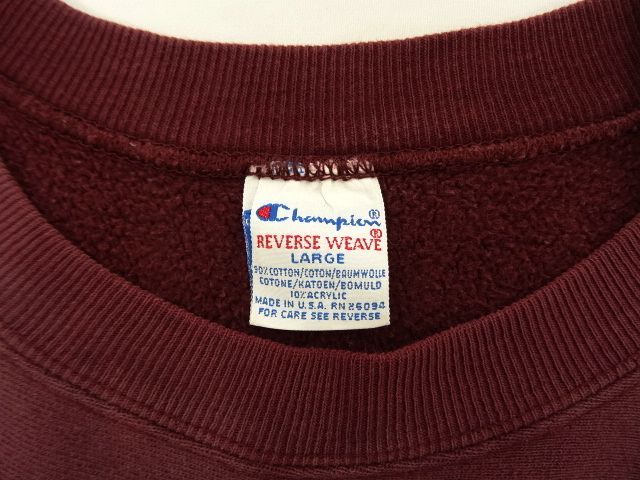 Champion®
REVERSE WEAVE®
LARGE
90% COTTON/COTON/BAUMWOLLE
COTONE/KATOEN/BOMULD
10% ACRYLIC
MADE IN U.S.A. RN 26094
FOR CARE SEE REVERSE